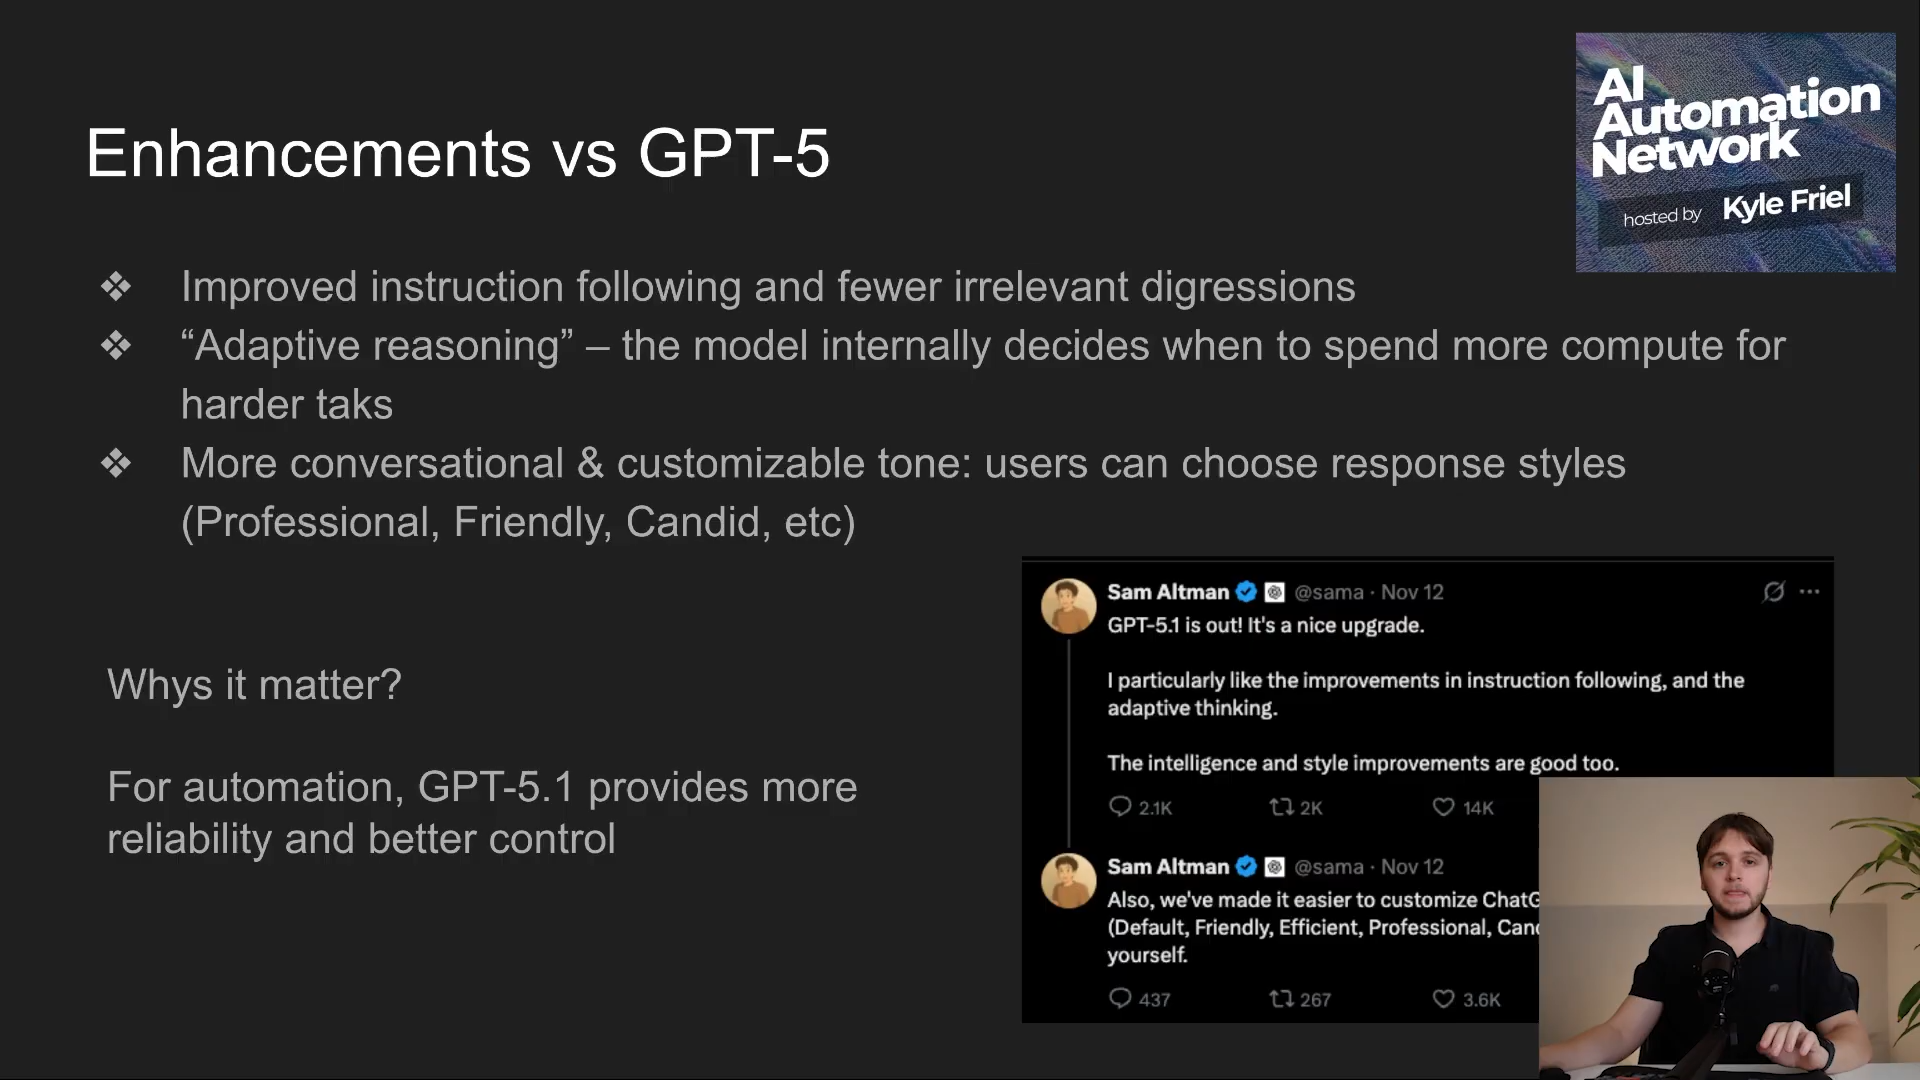 AI
Automation
Network
hosted by Kyle Friel
Enhancements vs GPT-5
❖ Improved instruction following and fewer irrelevant digressions
❖ “Adaptive reasoning” – the model internally decides when to spend more compute for
harder taks
❖ More conversational & customizable tone: users can choose response styles
(Professional, Friendly, Candid, etc)
Whys it matter?
For automation, GPT-5.1 provides more
reliability and better control
Sam Altman @sama · Nov 12
GPT-5.1 is out! It's a nice upgrade.
I particularly like the improvements in instruction following, and the
adaptive thinking.
The intelligence and style improvements are good too.
2.1K 2K 14K
Sam Altman @sama · Nov 12
Also, we've made it easier to customize
(Default, Friendly, Efficient, Professional,
yourself.
437 267 3.6K